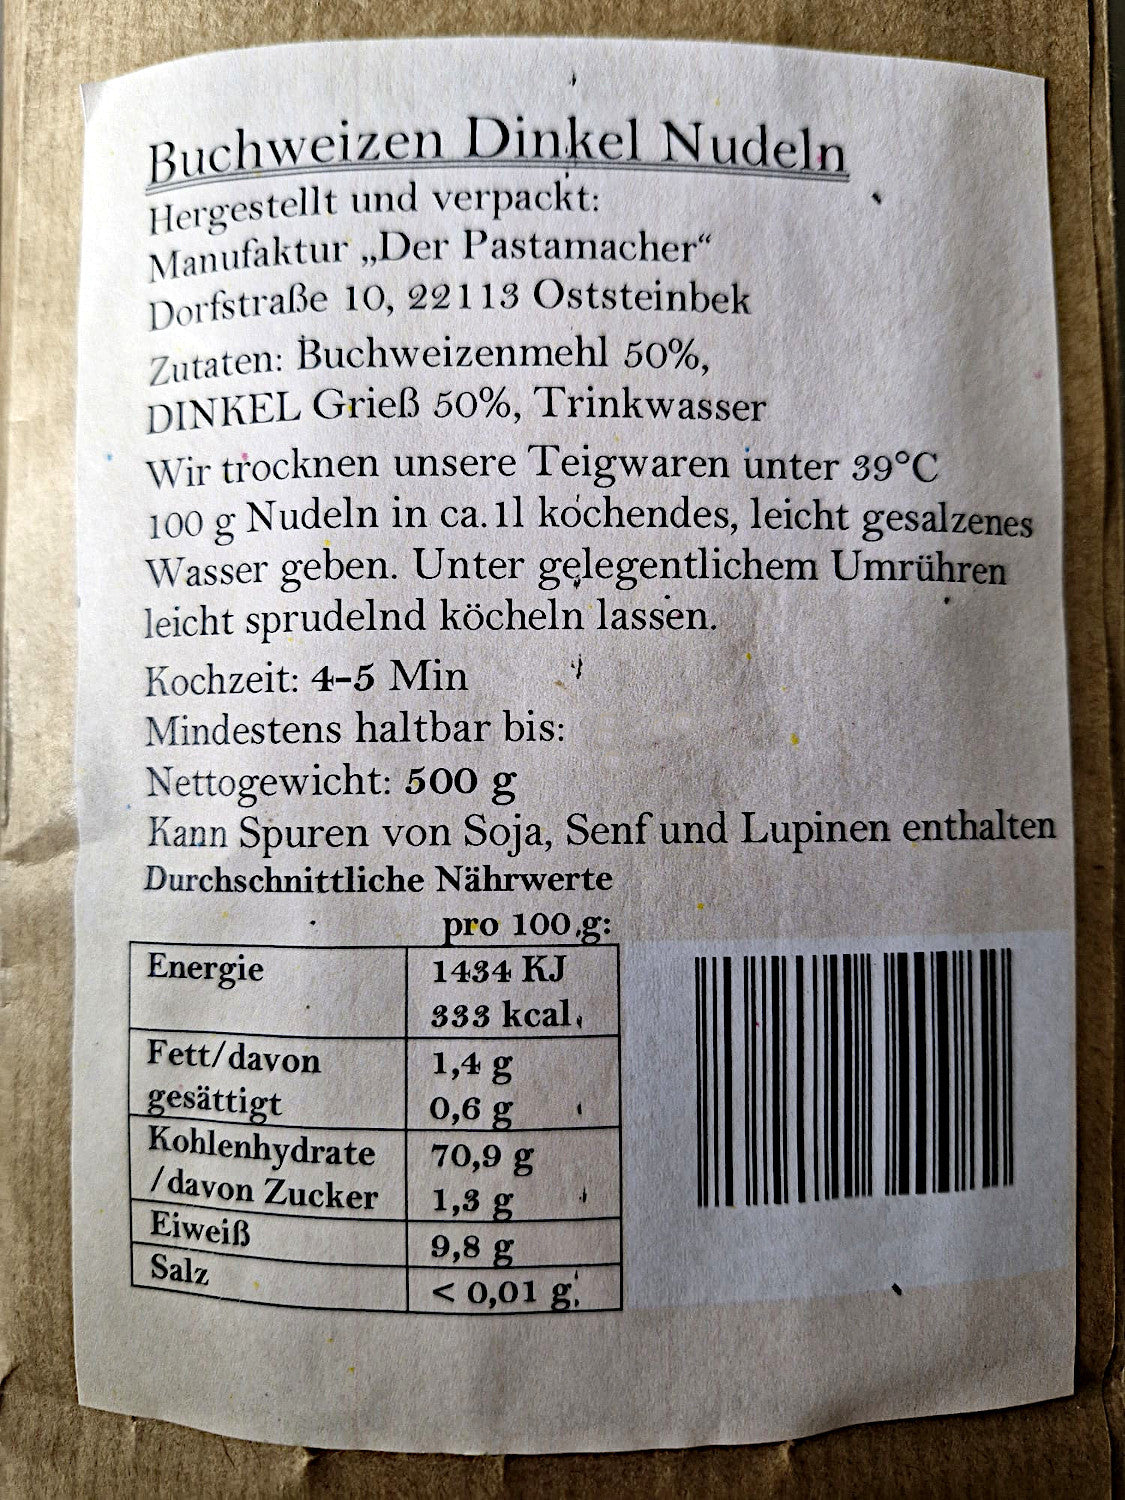 Buchweizen Dinkel Nudeln
Hergestellt und verpackt:
Manufaktur „Der Pastamacher“
Dorfstraße 10, 22113 Oststeinbek
Zutaten: Buchweizenmehl 50%,
DINKEL Grieß 50%, Trinkwasser
Wir trocknen unsere Teigwaren unter 39°C
100 g Nudeln in ca. 1l kochendes, leicht gesalzenes
Wasser geben. Unter gelegentlichem Umrühren
leicht sprudelnd köcheln lassen.
Kochzeit: 4-5 Min
Mindestens haltbar bis:
Nettogewicht: 500 g
Kann Spuren von Soja, Senf und Lupinen enthalten
Durchschnittliche Nährwerte
pro 100 g:
Energie 1434 KJ
333 kcal
Fett/davon 1,4 g
gesättigt 0,6 g
Kohlenhydrate 70,9 g
/davon Zucker 1,3 g
Eiweiß 9,8 g
Salz < 0,01 g